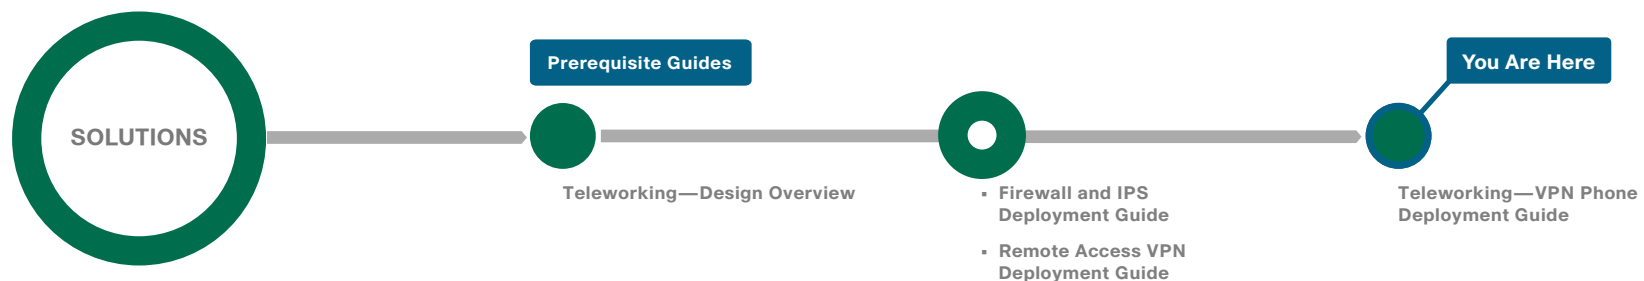 SOLUTIONS
Prerequisite Guides
Teleworking—Design Overview
▪ Firewall and IPS
Deployment Guide
▪ Remote Access VPN
Deployment Guide
You Are Here
Teleworking—VPN Phone
Deployment Guide